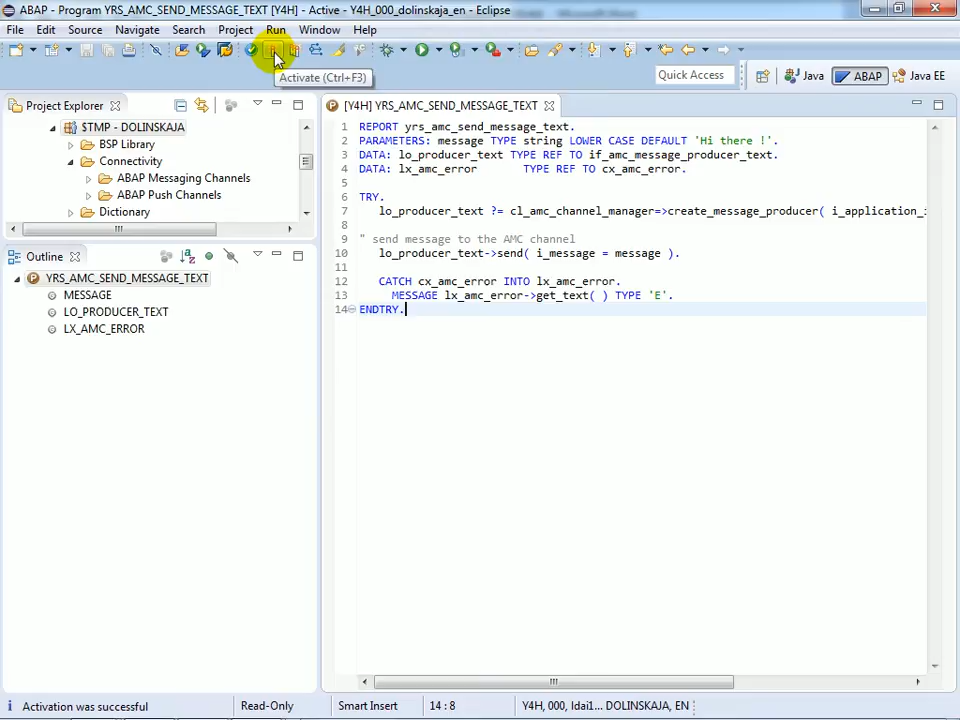 ABAP - Program YRS_AMC_SEND_MESSAGE_TEXT [Y4H] - Active - Y4H_000_dolinskaja_en - Eclipse
File Edit Source Navigate Search Project Run Window Help
Activate (Ctrl+F3)
Quick Access
Java
ABAP
Java EE
Project Explorer
$TMP - DOLINSKAJA
BSP Library
Connectivity
ABAP Messaging Channels
ABAP Push Channels
Dictionary
Outline
YRS_AMC_SEND_MESSAGE_TEXT
MESSAGE
LO_PRODUCER_TEXT
LX_AMC_ERROR
[Y4H] YRS_AMC_SEND_MESSAGE_TEXT
1 REPORT yrs_amc_send_message_text.
2 PARAMETERS: message TYPE string LOWER CASE DEFAULT 'Hi there !'.
3 DATA: lo_producer_text TYPE REF TO if_amc_message_producer_text.
4 DATA: lx_amc_error TYPE REF TO cx_amc_error.
5
6 TRY.
7 lo_producer_text ?= cl_amc_channel_manager=>create_message_producer( i_application_i
8
9 " send message to the AMC channel
10 lo_producer_text->send( i_message = message ).
11
12 CATCH cx_amc_error INTO lx_amc_error.
13 MESSAGE lx_amc_error->get_text( ) TYPE 'E'.
14 ENDTRY.
Activation was successful
Read-Only
Smart Insert
14 : 8
Y4H, 000, ldai1... DOLINSKAJA, EN